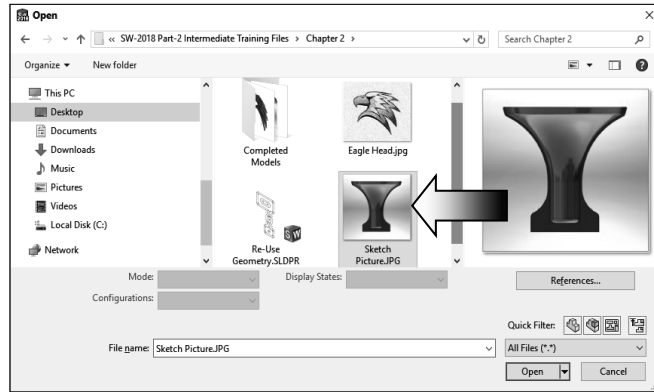 Open
« SW-2018 Part-2 Intermediate Training Files › Chapter 2 ›
Search Chapter 2
Organize
New folder
This PC
Desktop
Documents
Downloads
Music
Pictures
Videos
Local Disk (C:)
Network
Completed
Models
Eagle Head.jpg
Re-Use
Geometry.SLDPR
Sketch
Picture.JPG
Mode:
Display States:
References...
Configurations:
Quick Filter:
File name:
Sketch Picture.JPG
All Files (*.*)
Open
Cancel